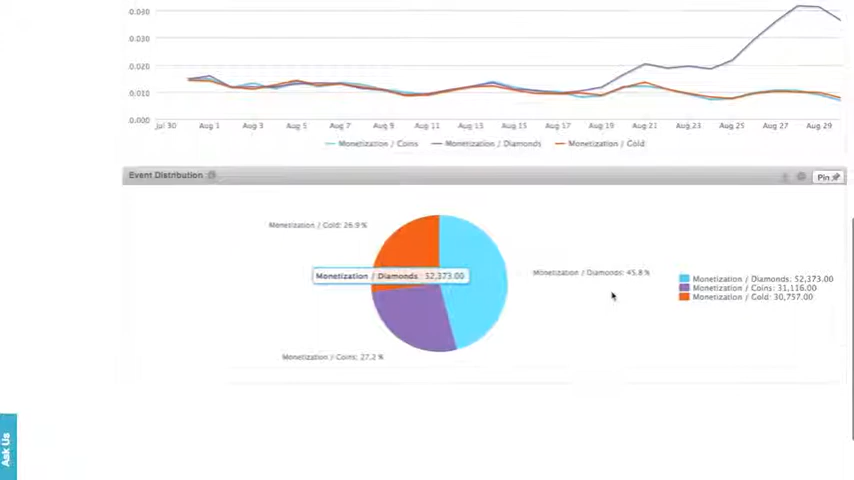 0.030
0.030
0.020
0.010
0.000
Jul 30 Aug 1 Aug 3 Aug 5 Aug 7 Aug 9 Aug 11 Aug 13 Aug 15 Aug 17 Aug 19 Aug 21 Aug 23 Aug 25 Aug 27 Aug 29
Monetization / Coins Monetization / Diamonds Monetization / Gold
Event Distribution
Pin
Monetization / Gold: 26.9 %
Monetization / Diamonds: 45.8 %
Monetization / Diamonds : 52,373.00
Monetization / Diamonds: 52,373.00
Monetization / Coins: 31,116.00
Monetization / Gold: 30,757.00
Monetization / Coins: 27.2 %
Ask Us